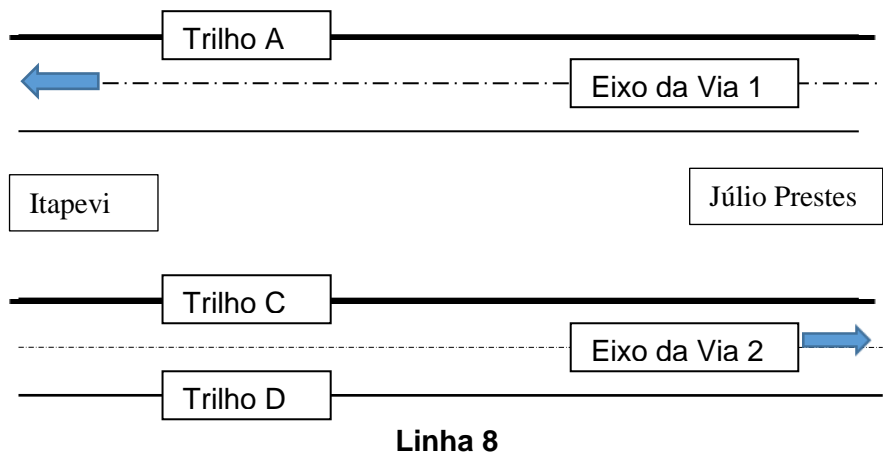 Trilho A
Eixo da Via 1
Itapevi
Júlio Prestes
Trilho C
Eixo da Via 2
Trilho D
Linha 8